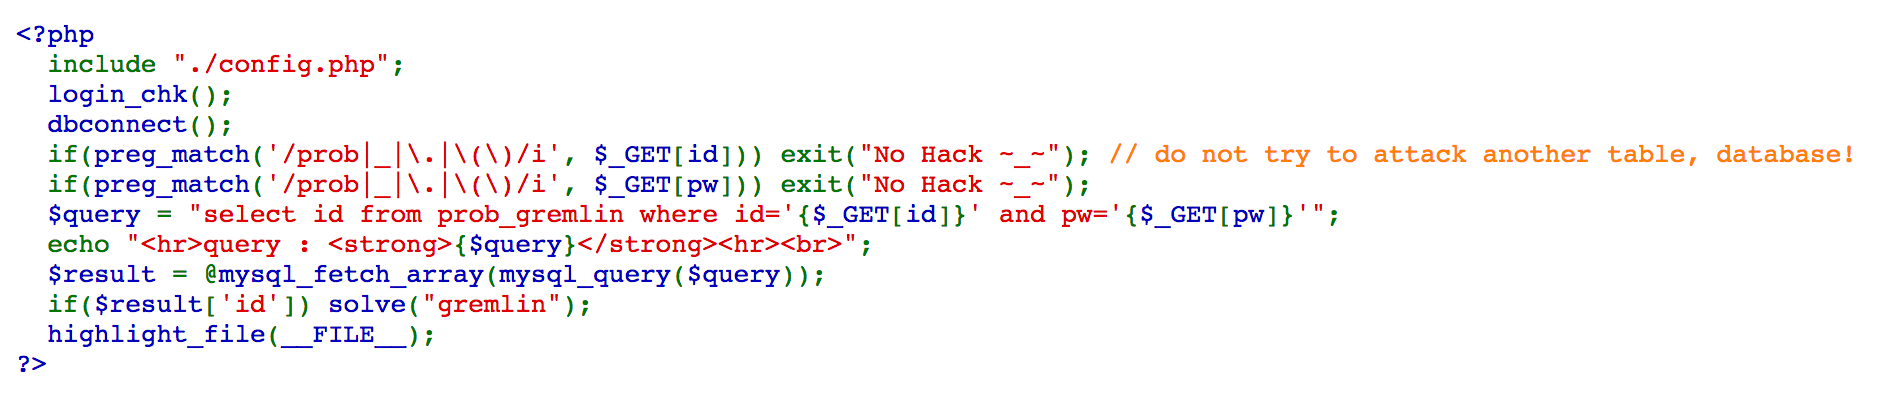 <?php
  include "./config.php";
  login_chk();
  dbconnect();
  if(preg_match('/prob|_|\.|\(\)/i', $_GET[id])) exit("No Hack ~_~"); // do not try to attack another table, database!
  if(preg_match('/prob|_|\.|\(\)/i', $_GET[pw])) exit("No Hack ~_~");
  $query = "select id from prob_gremlin where id='{$_GET[id]}' and pw='{$_GET[pw]}'";
  echo "<hr>query : <strong>{$query}</strong><hr><br>";
  $result = @mysql_fetch_array(mysql_query($query));
  if($result['id']) solve("gremlin");
  highlight_file(__FILE__);
?>